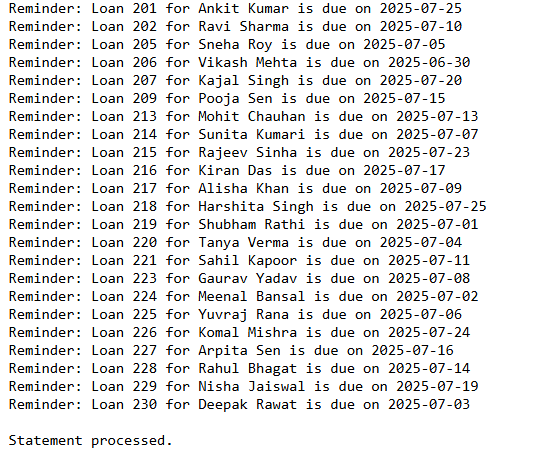 Reminder: Loan 201 for Ankit Kumar is due on 2025-07-25
Reminder: Loan 202 for Ravi Sharma is due on 2025-07-10
Reminder: Loan 205 for Sneha Roy is due on 2025-07-05
Reminder: Loan 206 for Vikash Mehta is due on 2025-06-30
Reminder: Loan 207 for Kajal Singh is due on 2025-07-20
Reminder: Loan 209 for Pooja Sen is due on 2025-07-15
Reminder: Loan 213 for Mohit Chauhan is due on 2025-07-13
Reminder: Loan 214 for Sunita Kumari is due on 2025-07-07
Reminder: Loan 215 for Rajeev Sinha is due on 2025-07-23
Reminder: Loan 216 for Kiran Das is due on 2025-07-17
Reminder: Loan 217 for Alisha Khan is due on 2025-07-09
Reminder: Loan 218 for Harshita Singh is due on 2025-07-25
Reminder: Loan 219 for Shubham Rathi is due on 2025-07-01
Reminder: Loan 220 for Tanya Verma is due on 2025-07-04
Reminder: Loan 221 for Sahil Kapoor is due on 2025-07-11
Reminder: Loan 223 for Gaurav Yadav is due on 2025-07-08
Reminder: Loan 224 for Meenal Bansal is due on 2025-07-02
Reminder: Loan 225 for Yuvraj Rana is due on 2025-07-06
Reminder: Loan 226 for Komal Mishra is due on 2025-07-24
Reminder: Loan 227 for Arpita Sen is due on 2025-07-16
Reminder: Loan 228 for Rahul Bhagat is due on 2025-07-14
Reminder: Loan 229 for Nisha Jaiswal is due on 2025-07-19
Reminder: Loan 230 for Deepak Rawat is due on 2025-07-03
Statement processed.